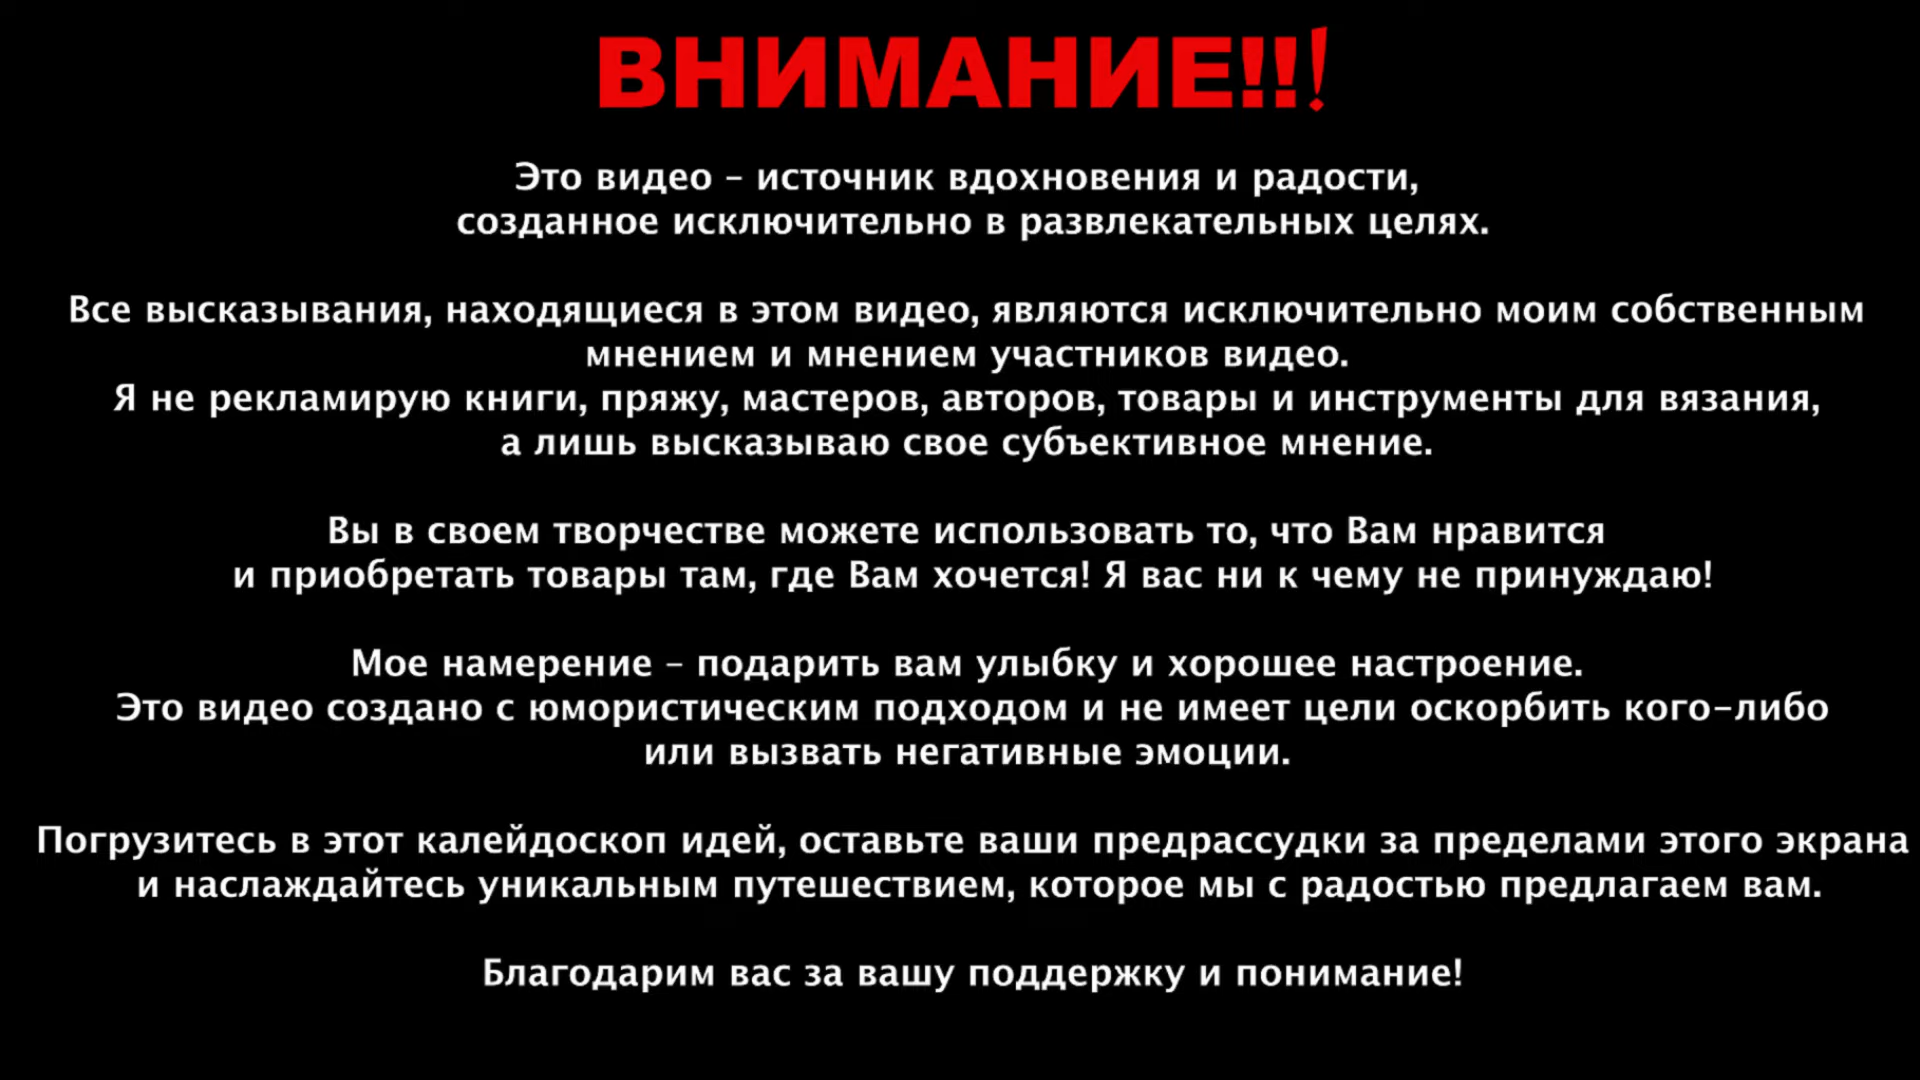 ВНИМАНИЕ!!!
Это видео – источник вдохновения и радости,
созданное исключительно в развлекательных целях.
Все высказывания, находящиеся в этом видео, являются исключительно моим собственным
мнением и мнением участников видео.
Я не рекламирую книги, пряжу, мастеров, авторов, товары и инструменты для вязания,
а лишь высказываю свое субъективное мнение.
Вы в своем творчестве можете использовать то, что Вам нравится
и приобретать товары там, где Вам хочется! Я вас ни к чему не принуждаю!
Мое намерение – подарить вам улыбку и хорошее настроение.
Это видео создано с юмористическим подходом и не имеет цели оскорбить кого-либо
или вызвать негативные эмоции.
Погрузитесь в этот калейдоскоп идей, оставьте ваши предрассудки за пределами этого экрана
и наслаждайтесь уникальным путешествием, которое мы с радостью предлагаем вам.
Благодарим вас за вашу поддержку и понимание!